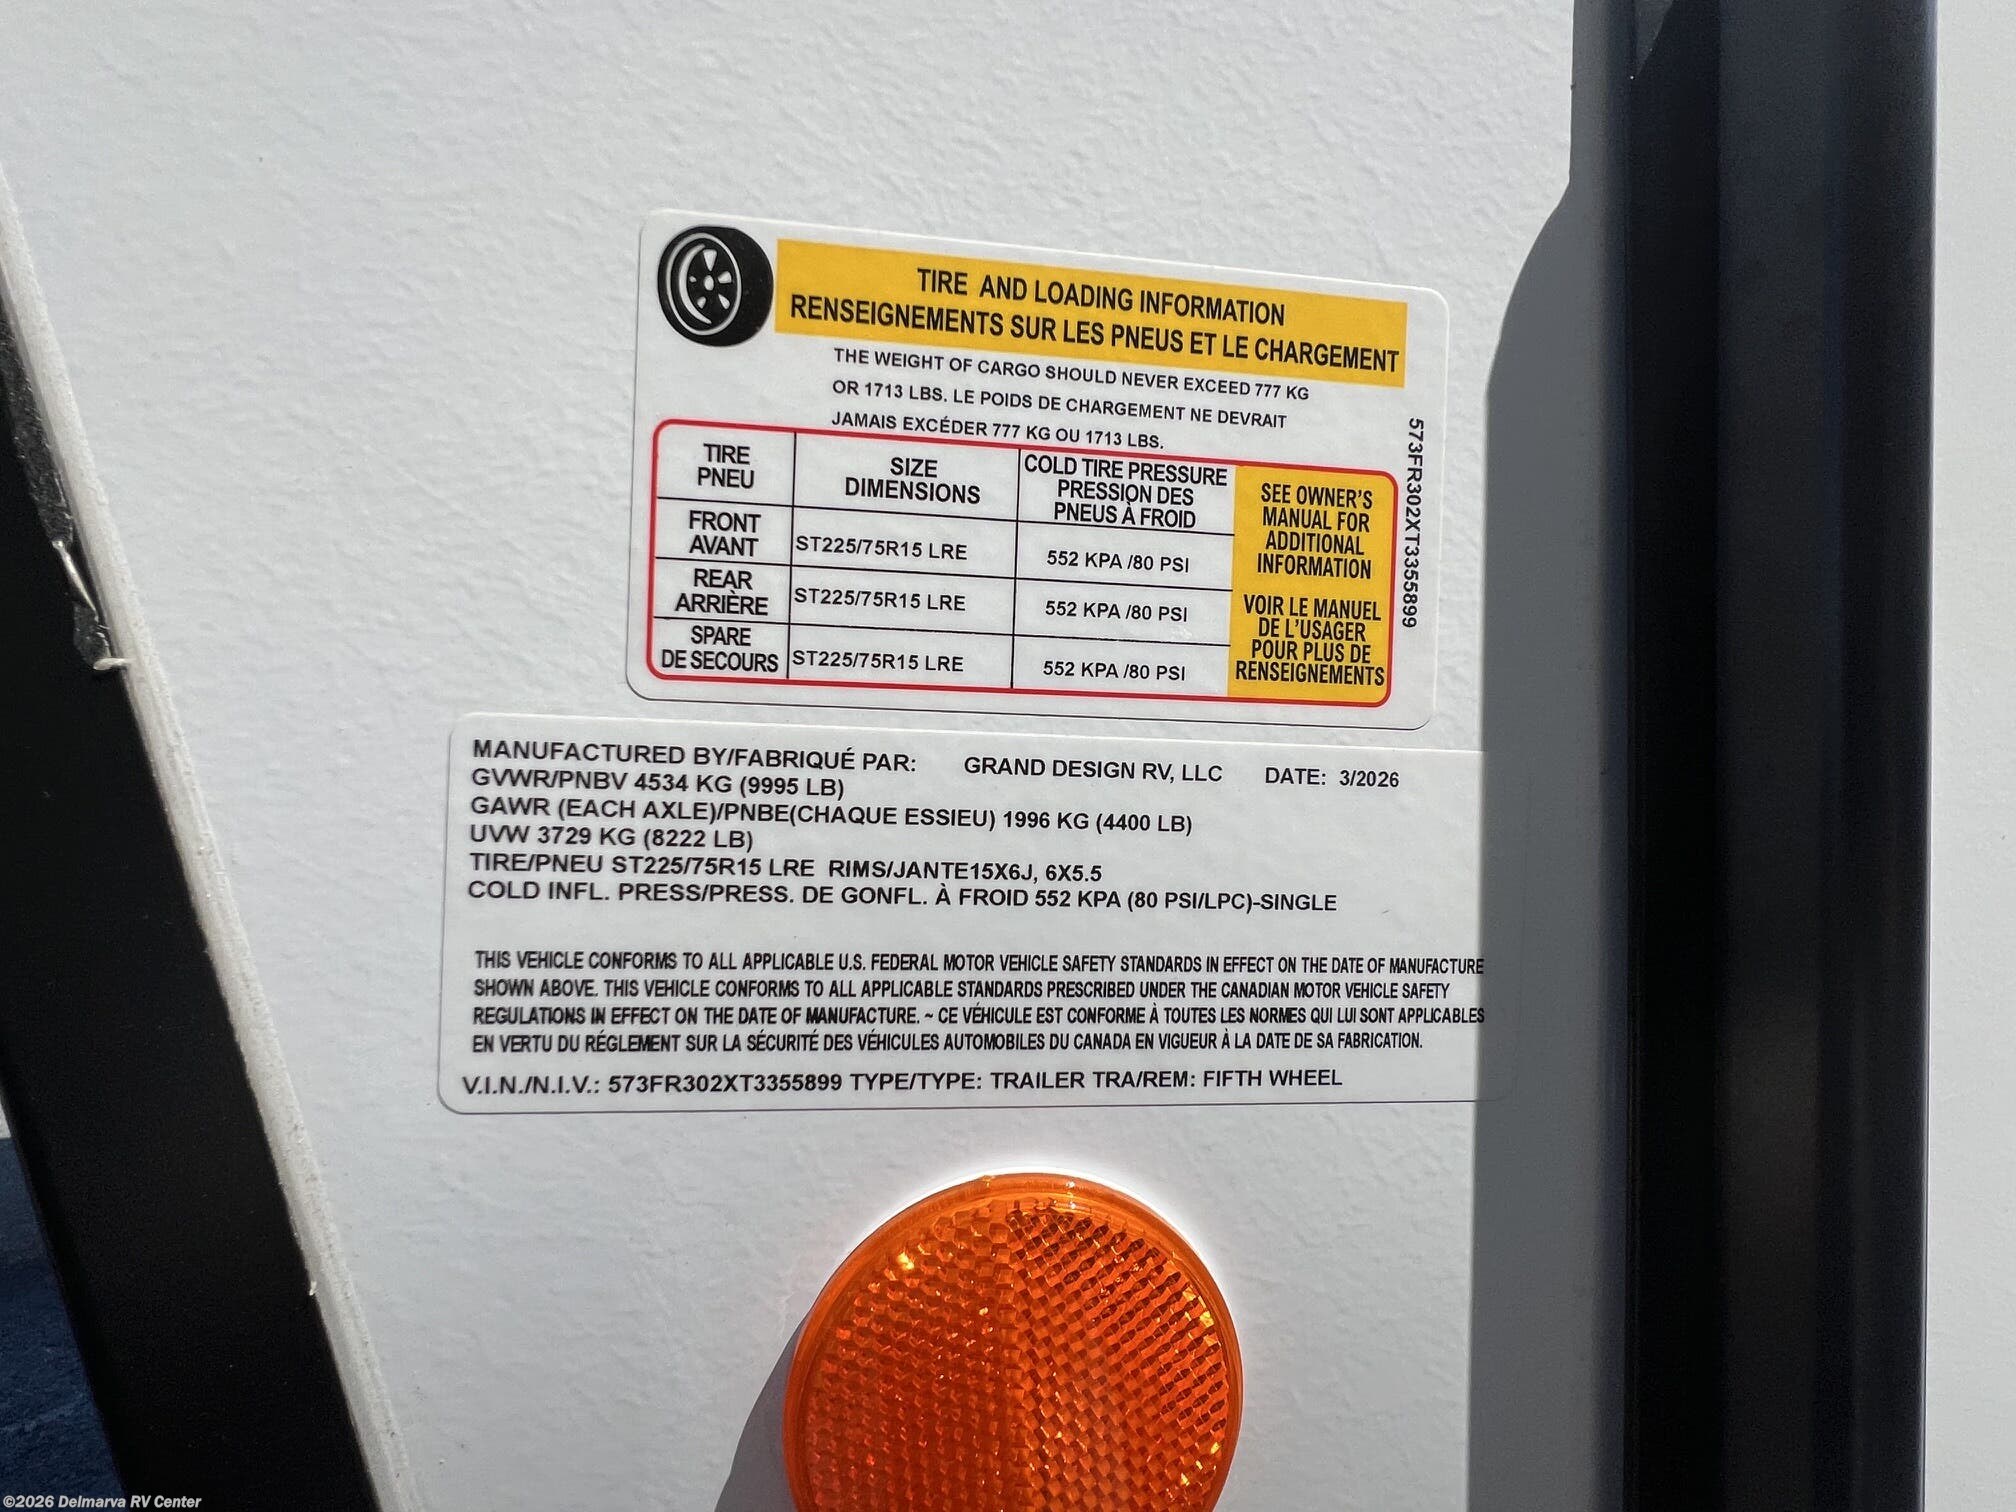 TIRE AND LOADING INFORMATION
RENSEIGNEMENTS SUR LES PNEUS ET LE CHARGEMENT
THE WEIGHT OF CARGO SHOULD NEVER EXCEED 777 KG
OR 1713 LBS. LE POIDS DE CHARGEMENT NE DEVRAIT
JAMAIS EXCÉDER 777 KG OU 1713 LBS.
TIRE
PNEU
SIZE
DIMENSIONS
COLD TIRE PRESSURE
PRESSION DES
PNEUS À FROID
FRONT
AVANT
ST225/75R15 LRE
552 KPA /80 PSI
REAR
ARRIÈRE
ST225/75R15 LRE
552 KPA /80 PSI
SPARE
DE SECOURS
ST225/75R15 LRE
552 KPA /80 PSI
SEE OWNER'S
MANUAL FOR
ADDITIONAL
INFORMATION
VOIR LE MANUEL
DE L'USAGER
POUR PLUS DE
RENSEIGNEMENTS
573FR302XT3355899
MANUFACTURED BY/FABRIQUÉ PAR: GRAND DESIGN RV, LLC DATE: 3/2026
GVWR/PNBV 4534 KG (9995 LB)
GAWR (EACH AXLE)/PNBE(CHAQUE ESSIEU) 1996 KG (4400 LB)
UVW 3729 KG (8222 LB)
TIRE/PNEU ST225/75R15 LRE RIMS/JANTE15X6J, 6X5.5
COLD INFL. PRESS/PRESS. DE GONFL. À FROID 552 KPA (80 PSI/LPC)-SINGLE
THIS VEHICLE CONFORMS TO ALL APPLICABLE U.S. FEDERAL MOTOR VEHICLE SAFETY STANDARDS IN EFFECT ON THE DATE OF MANUFACTURE
SHOWN ABOVE. THIS VEHICLE CONFORMS TO ALL APPLICABLE STANDARDS PRESCRIBED UNDER THE CANADIAN MOTOR VEHICLE SAFETY
REGULATIONS IN EFFECT ON THE DATE OF MANUFACTURE. ~ CE VÉHICULE EST CONFORME À TOUTES LES NORMES QUI LUI SONT APPLICABLES
EN VERTU DU RÉGLEMENT SUR LA SÉCURITÉ DES VÉHICULES AUTOMOBILES DU CANADA EN VIGUEUR À LA DATE DE SA FABRICATION.
V.I.N./N.I.V.: 573FR302XT3355899 TYPE/TYPE: TRAILER TRA/REM: FIFTH WHEEL
©2026 Delmarva RV Center